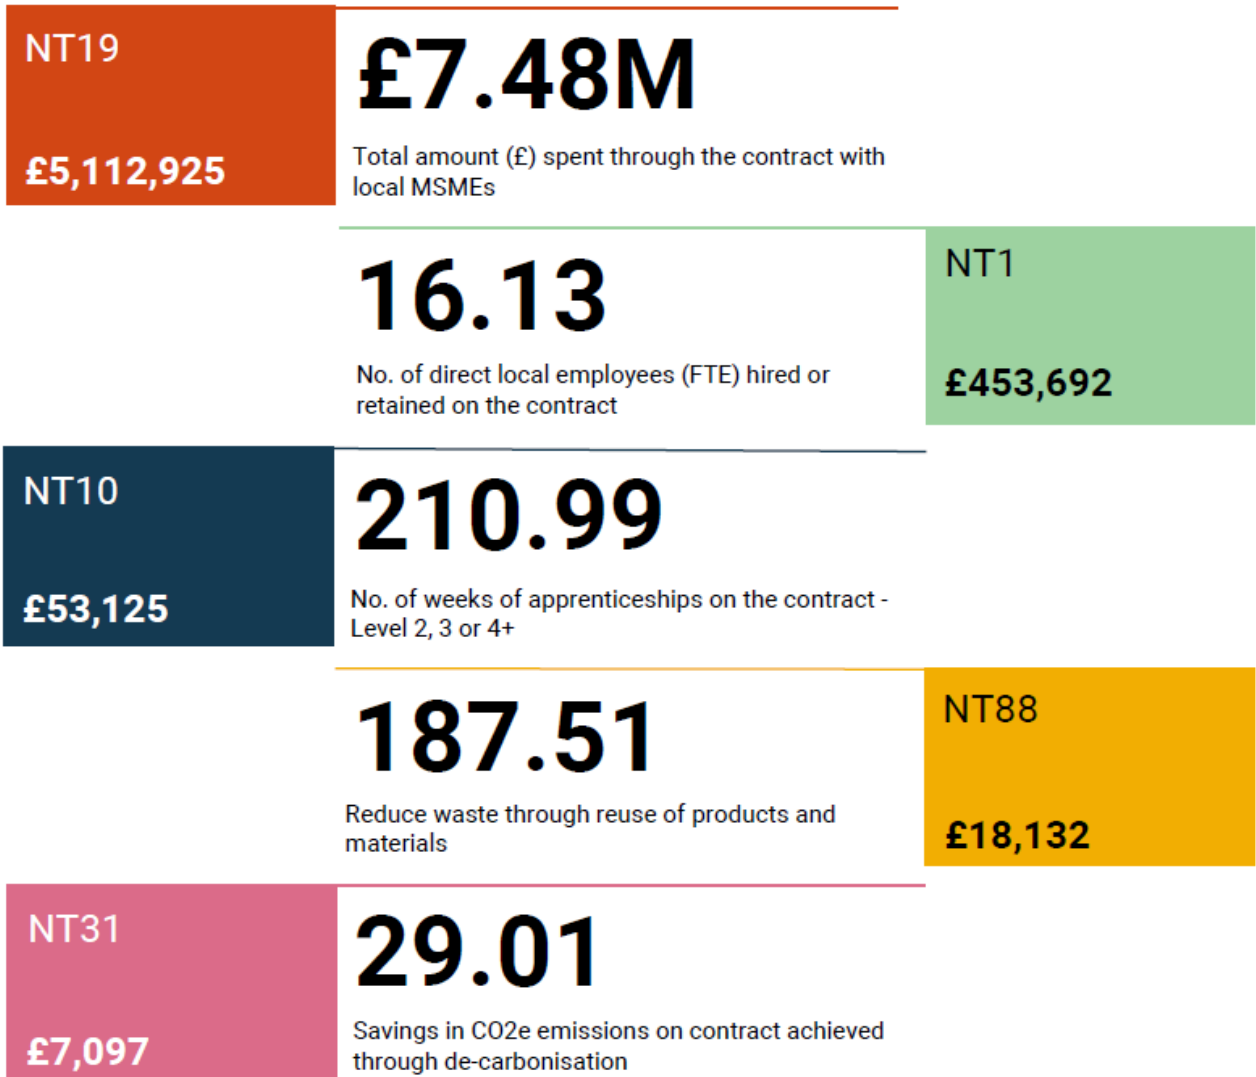 NT19
£5,112,925
£7.48M
Total amount (£) spent through the contract with
local MSMEs
16.13
No. of direct local employees (FTE) hired or
retained on the contract
NT1
£453,692
NT10
£53,125
210.99
No. of weeks of apprenticeships on the contract -
Level 2, 3 or 4+
187.51
Reduce waste through reuse of products and
materials
NT88
£18,132
NT31
£7,097
29.01
Savings in CO2e emissions on contract achieved
through de-carbonisation